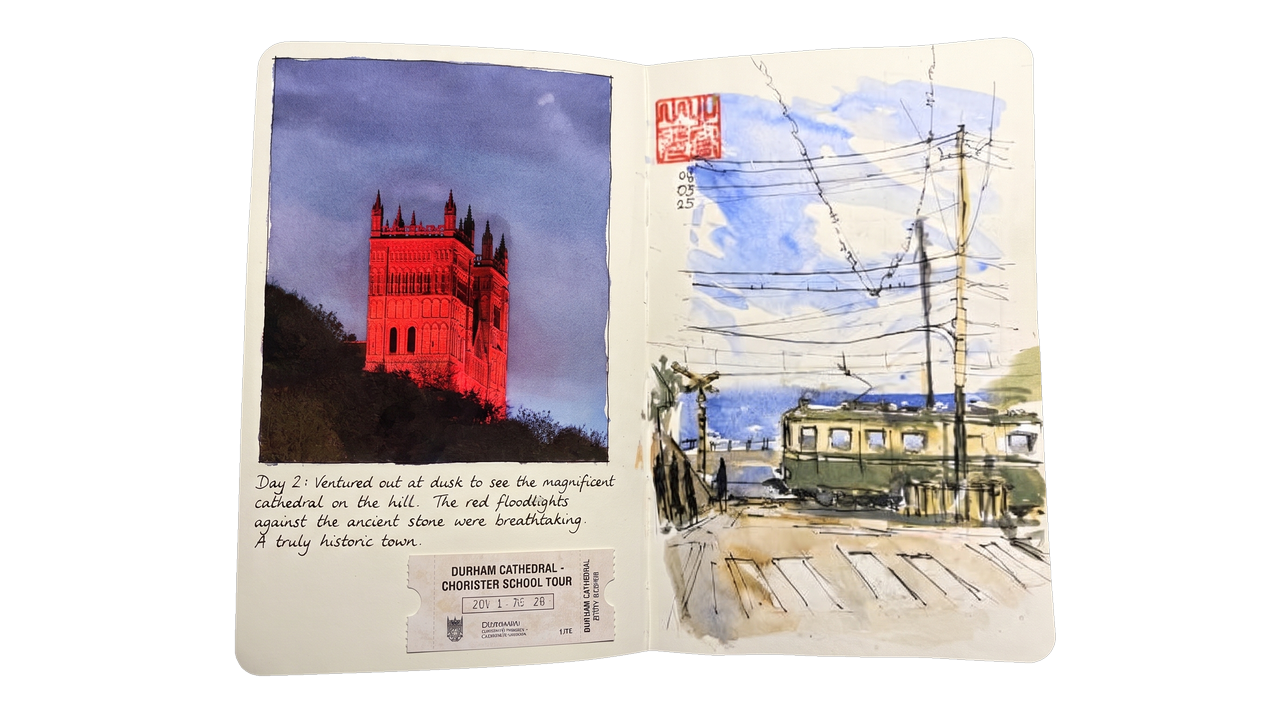 Day 2: Ventured out at dusk to see the magnificent
cathedral on the hill. The red floodlights
against the ancient stone were breathtaking.
A truly historic town.
DURHAM CATHEDRAL -
CHORISTER SCHOOL TOUR
DURHAM CATHEDRAL
03
25